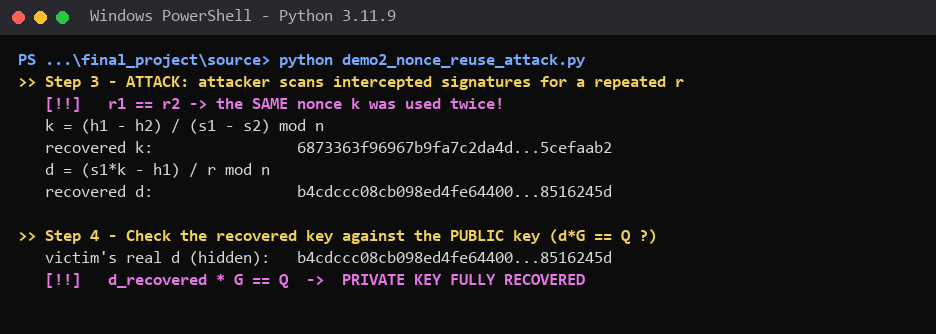 Windows PowerShell - Python 3.11.9
PS ...\final_project\source> python demo2_nonce_reuse_attack.py
>> Step 3 - ATTACK: attacker scans intercepted signatures for a repeated r
[!!] r1 == r2 -> the SAME nonce k was used twice!
k = (h1 - h2) / (s1 - s2) mod n
recovered k: 6873363f96967b9fa7c2da4d...5cefaab2
d = (s1*k - h1) / r mod n
recovered d: b4cdccc08cb098ed4fe64400...8516245d
>> Step 4 - Check the recovered key against the PUBLIC key (d*G == Q ?)
victim's real d (hidden): b4cdccc08cb098ed4fe64400...8516245d
[!!] d_recovered * G == Q -> PRIVATE KEY FULLY RECOVERED